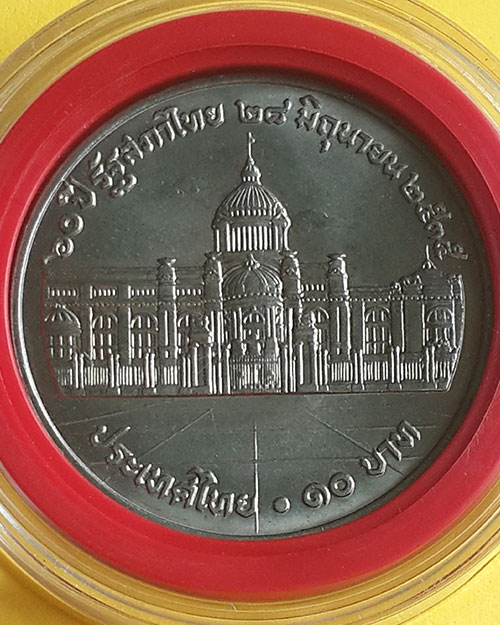 ๖๐ ปี รัฐสภาไทย ๒๘ มิถุนายน ๒๕๓๕
ประเทศไทย • ๑๐ บาท